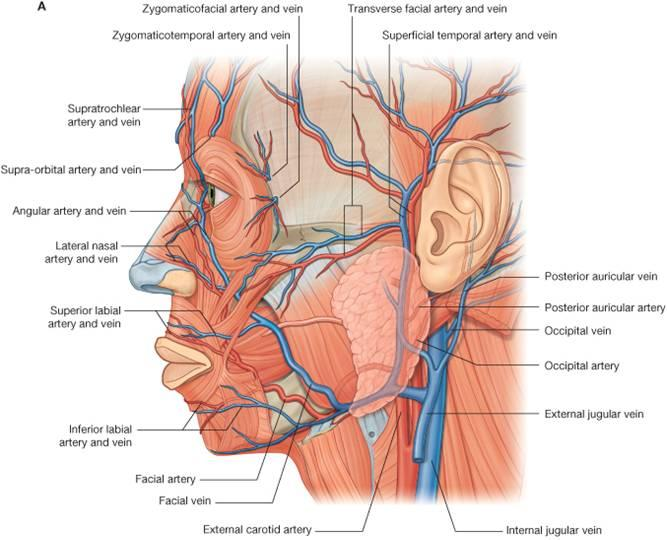 A
Zygomaticofacial artery and vein
Transverse facial artery and vein
Zygomaticotemporal artery and vein
Superficial temporal artery and vein
Supratrochlear
artery and vein
Supra-orbital artery and vein
Angular artery and vein
Lateral nasal
artery and vein
Superior labial
artery and vein
Inferior labial
artery and vein
Facial artery
Facial vein
External carotid artery
Posterior auricular vein
Posterior auricular artery
Occipital vein
Occipital artery
External jugular vein
Internal jugular vein